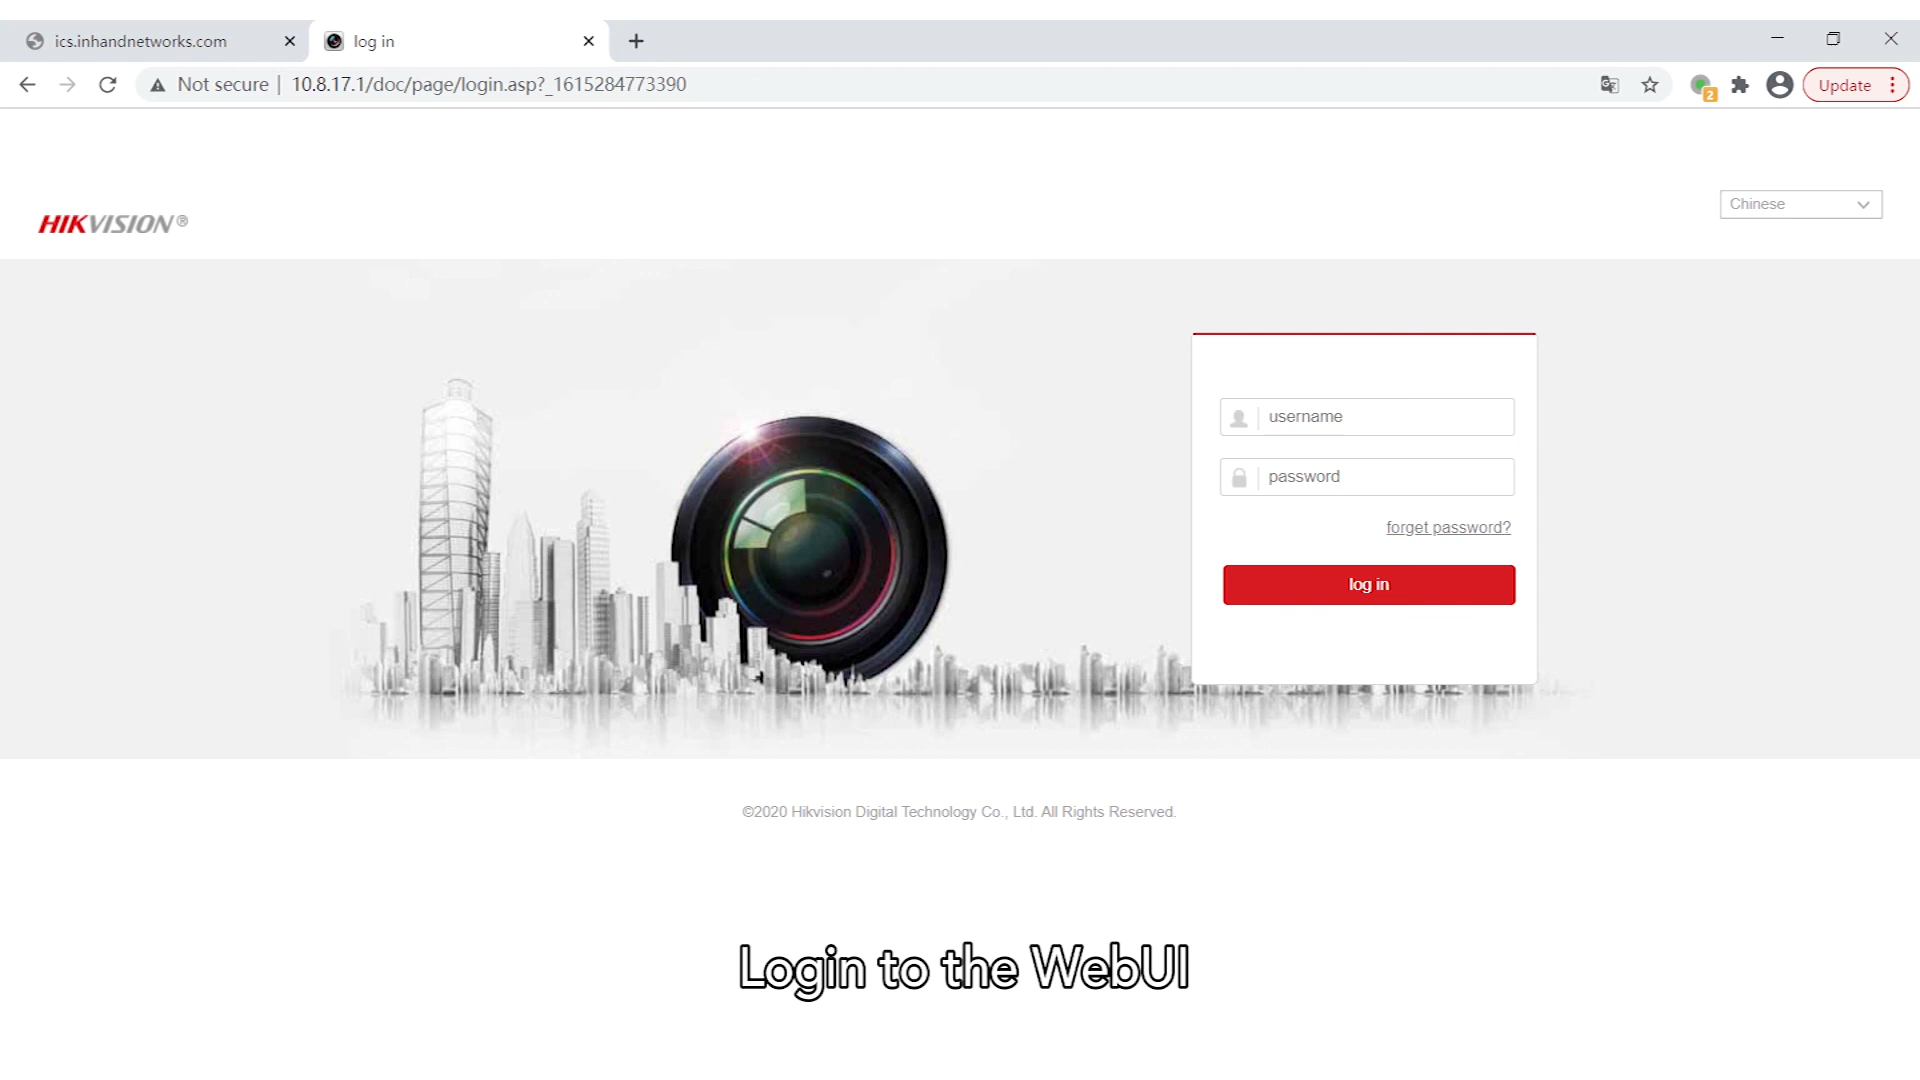 ics.inhandnetworks.com
log in
Not secure
10.8.17.1/doc/page/login.asp?_1615284773390
2
Update
Chinese
HIKVISION®
username
password
forget password?
log in
©2020 Hikvision Digital Technology Co., Ltd. All Rights Reserved.
Login to the WebUI